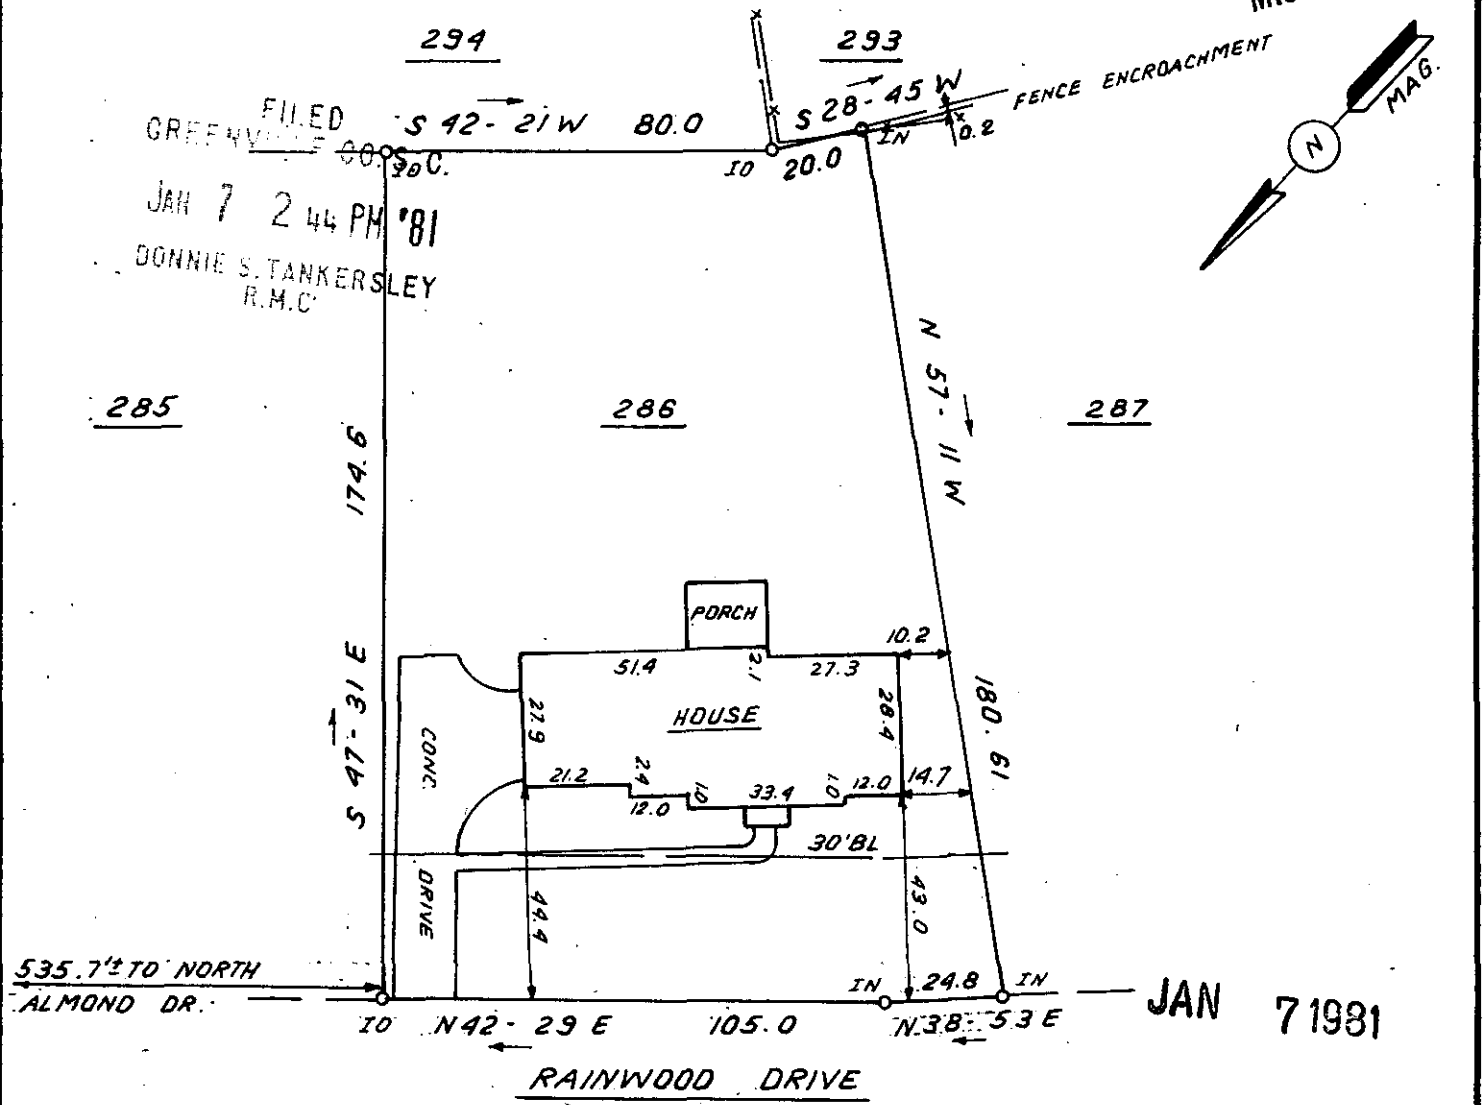 294
293
FENCE ENCROACHMENT
MAG.
N
FILED
GREENVILLE CO. S.C.
JAN 7 2 44 PM '81
DONNIE S. TANKERSLEY
R.M.C
S 42-21 W 80.0
S 28-45 W
IN
0.2
IO
IO
20.0
285
286
287
N 57-11 W
180.61
174.6
S 47-31 E
PORCH
10.2
51.4
2.1
27.3
HOUSE
27.9
28.4
CONC.
21.2
2.4
12.0
1.0
33.4
1.0
12.0
14.7
30'BL
DRIVE
44.4
43.0
535.7'± TO NORTH
ALMOND DR.
IN
24.8
IN
IO
N 42-29 E
105.0
N 38-53 E
JAN 7 1981
RAINWOOD DRIVE